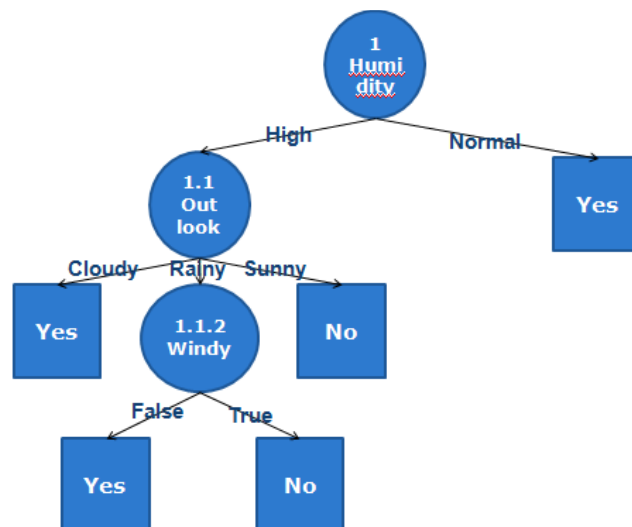 1
Humi
dity
High
Normal
1.1
Out
look
Yes
Cloudy
Rainy
Sunny
Yes
1.1.2
Windy
No
False
True
Yes
No